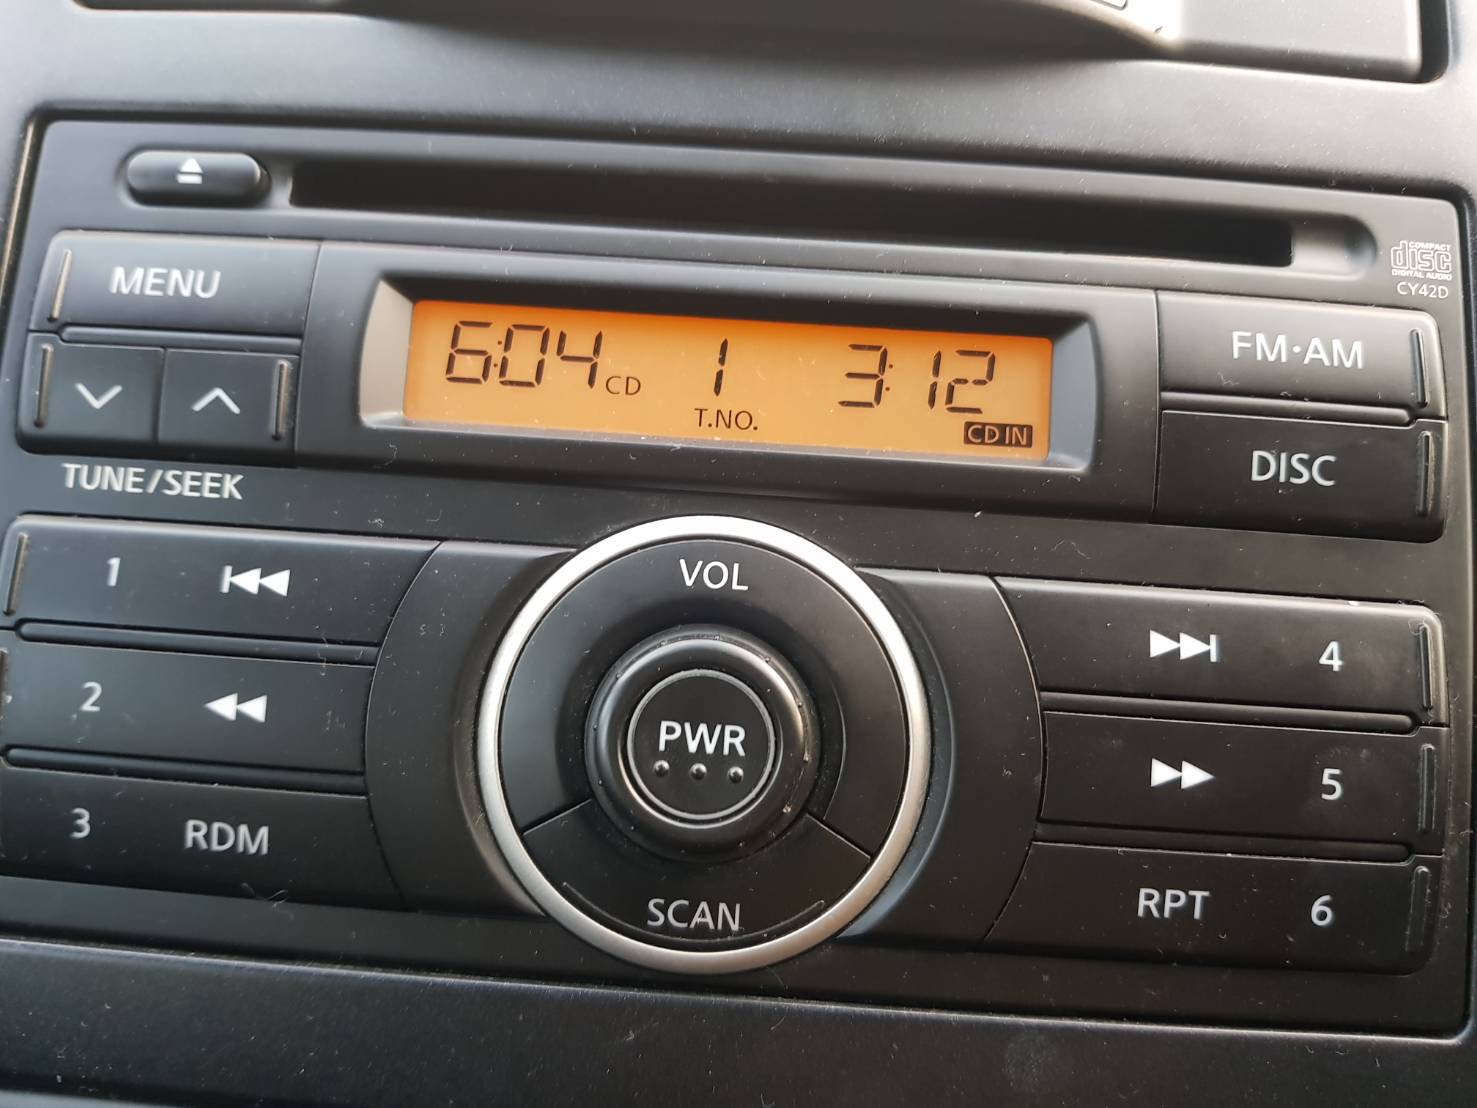 COMPACT
disc
DIGITAL AUDIO
CY42D
MENU
6:04 CD 1 3:12
T.NO.
CD IN
FM·AM
DISC
TUNE/SEEK
1
VOL
4
2
PWR
5
3 RDM
SCAN
RPT 6